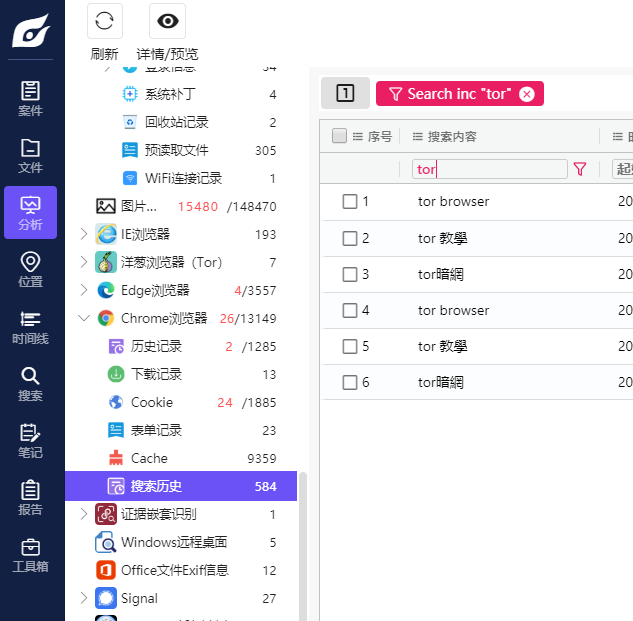 刷新 详情/预览
登录信息 54
系统补丁 4
回收站记录 2
预读取文件 305
WiFi连接记录 1
图片... 15480 /148470
IE浏览器 193
洋葱浏览器（Tor） 7
Edge浏览器 4/3557
Chrome浏览器 26/13149
历史记录 2 /1285
下载记录 13
Cookie 24 /1885
表单记录 23
Cache 9359
搜索历史 584
证据嵌套识别 1
Windows远程桌面 5
Office文件Exif信息 12
Signal 27
案件
文件
分析
位置
时间线
搜索
笔记
报告
工具箱
1 Search inc "tor"
序号 搜索内容
tor 起
1 tor browser 20
2 tor 教學 20
3 tor暗網 20
4 tor browser 20
5 tor 教學 20
6 tor暗網 20